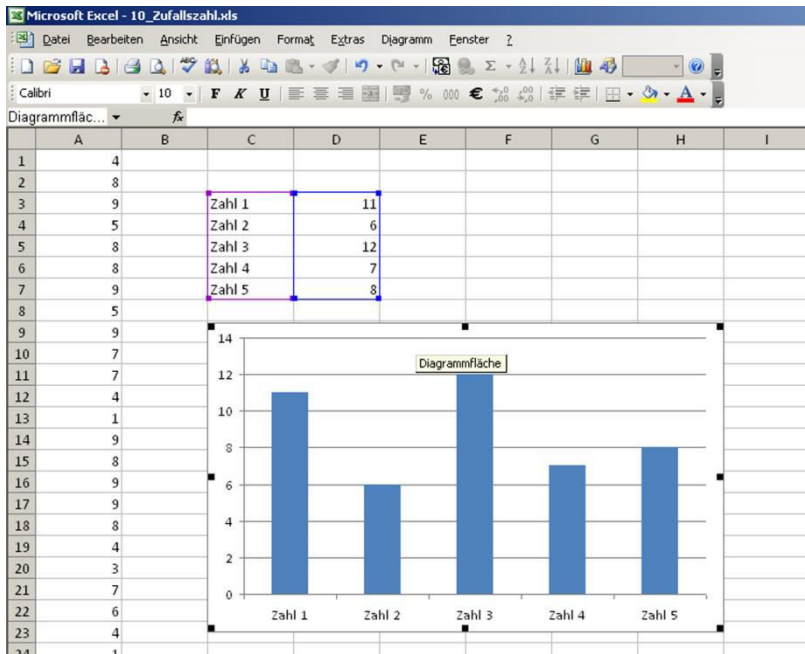 Microsoft Excel - 10_Zufallszahl.xls
Datei Bearbeiten Ansicht Einfügen Format Extras Diagramm Fenster ?
Calibri 10 F K U % 000 €
Diagrammfläc... fx
A B C D E F G H I
1 4
2 8
3 9 Zahl 1 11
4 5 Zahl 2 6
5 8 Zahl 3 12
6 8 Zahl 4 7
7 9 Zahl 5 8
8 5
9 9
10 7
11 7
12 4
13 1
14 9
15 8
16 9
17 9
18 8
19 4
20 3
21 7
22 6
23 4
24 1
14
Diagrammfläche
12
10
8
6
4
2
0
Zahl 1 Zahl 2 Zahl 3 Zahl 4 Zahl 5